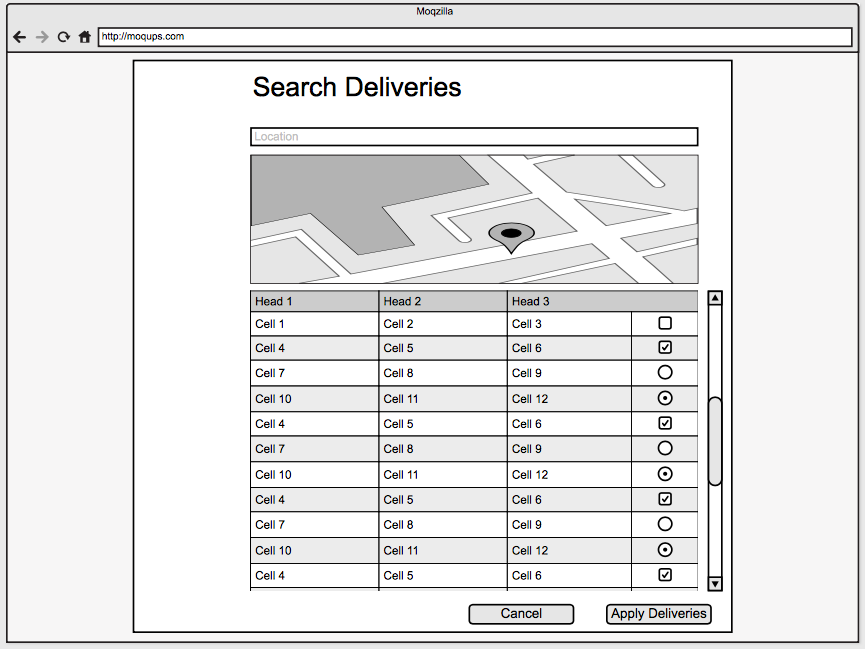 Moqzilla
http://moqups.com
Search Deliveries
Location
Head 1 Head 2 Head 3
Cell 1 Cell 2 Cell 3
Cell 4 Cell 5 Cell 6
Cell 7 Cell 8 Cell 9
Cell 10 Cell 11 Cell 12
Cell 4 Cell 5 Cell 6
Cell 7 Cell 8 Cell 9
Cell 10 Cell 11 Cell 12
Cell 4 Cell 5 Cell 6
Cell 7 Cell 8 Cell 9
Cell 10 Cell 11 Cell 12
Cell 4 Cell 5 Cell 6
Cancel Apply Deliveries